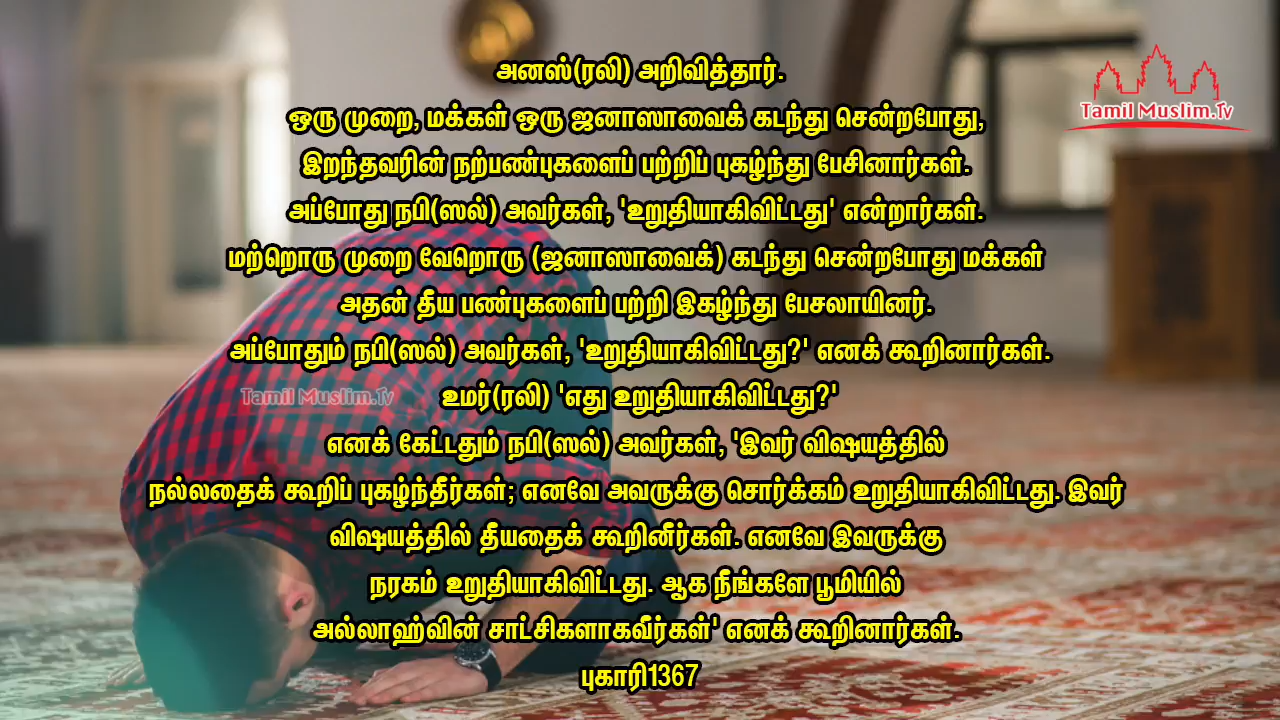 அனஸ்(ரலி) அறிவித்தார்.
ஒரு முறை, மக்கள் ஒரு ஜனாஸாவைக் கடந்து சென்றபோது,
Tamil Muslim.Tv
இறந்தவரின் நற்பண்புகளைப் பற்றிப் புகழ்ந்து பேசினார்கள்.
அப்போது நபி(ஸல்) அவர்கள், 'உறுதியாகிவிட்டது' என்றார்கள்.
மற்றொரு முறை வேறொரு (ஜனாஸாவைக்) கடந்து சென்றபோது மக்கள்
அதன் தீய பண்புகளைப் பற்றி இகழ்ந்து பேசலாயினர்.
அப்போதும் நபி(ஸல்) அவர்கள், 'உறுதியாகிவிட்டது?' எனக் கூறினார்கள்.
Tamil Muslim.Tv
உமர்(ரலி) 'எது உறுதியாகிவிட்டது?'
எனக் கேட்டதும் நபி(ஸல்) அவர்கள், 'இவர் விஷயத்தில்
நல்லதைக் கூறிப் புகழ்ந்தீர்கள்; எனவே அவருக்கு சொர்க்கம் உறுதியாகிவிட்டது. இவர்
விஷயத்தில் தீயதைக் கூறினீர்கள். எனவே இவருக்கு
நரகம் உறுதியாகிவிட்டது. ஆக நீங்களே பூமியில்
அல்லாஹ்வின் சாட்சிகளாகவீர்கள்' எனக் கூறினார்கள்.
புகாரி1367